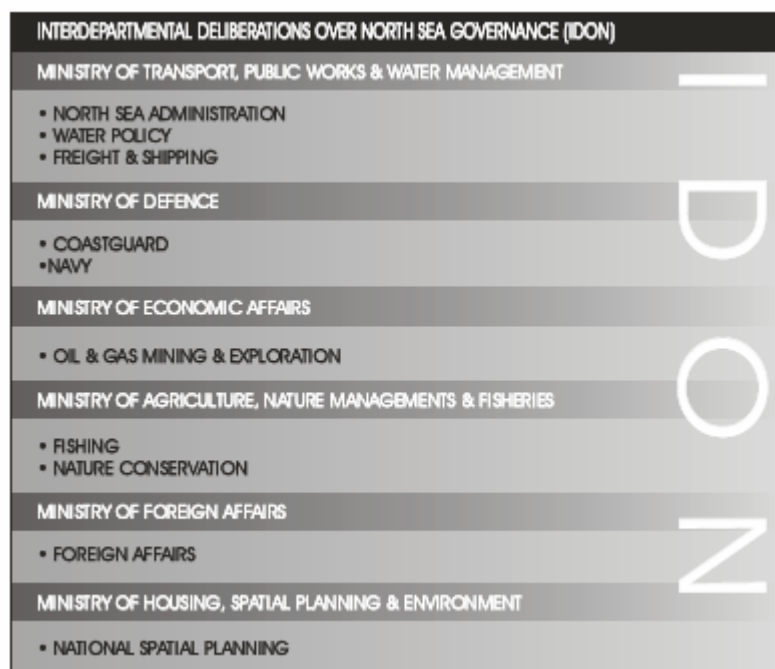 INTERDEPARTMENTAL DELIBERATIONS OVER NORTH SEA GOVERNANCE (IDON)
MINISTRY OF TRANSPORT, PUBLIC WORKS & WATER MANAGEMENT
• NORTH SEA ADMINISTRATION
• WATER POLICY
• FREIGHT & SHIPPING
MINISTRY OF DEFENCE
• COASTGUARD
•NAVY
MINISTRY OF ECONOMIC AFFAIRS
• OIL & GAS MINING & EXPLORATION
MINISTRY OF AGRICULTURE, NATURE MANAGEMENTS & FISHERIES
• FISHING
• NATURE CONSERVATION
MINISTRY OF FOREIGN AFFAIRS
• FOREIGN AFFAIRS
MINISTRY OF HOUSING, SPATIAL PLANNING & ENVIRONMENT
• NATIONAL SPATIAL PLANNING
IDON